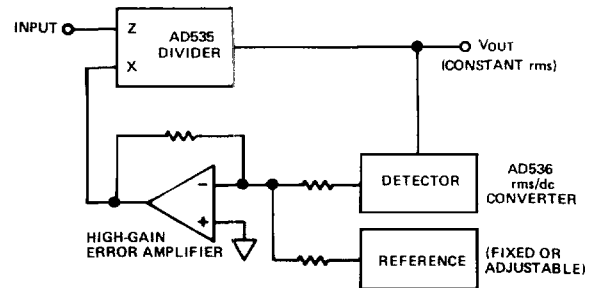 INPUT
Z
X
AD535
DIVIDER
VOUT
(CONSTANT rms)
DETECTOR
AD536
rms/dc
CONVERTER
−
+
HIGH-GAIN
ERROR AMPLIFIER
REFERENCE
(FIXED OR
ADJUSTABLE)